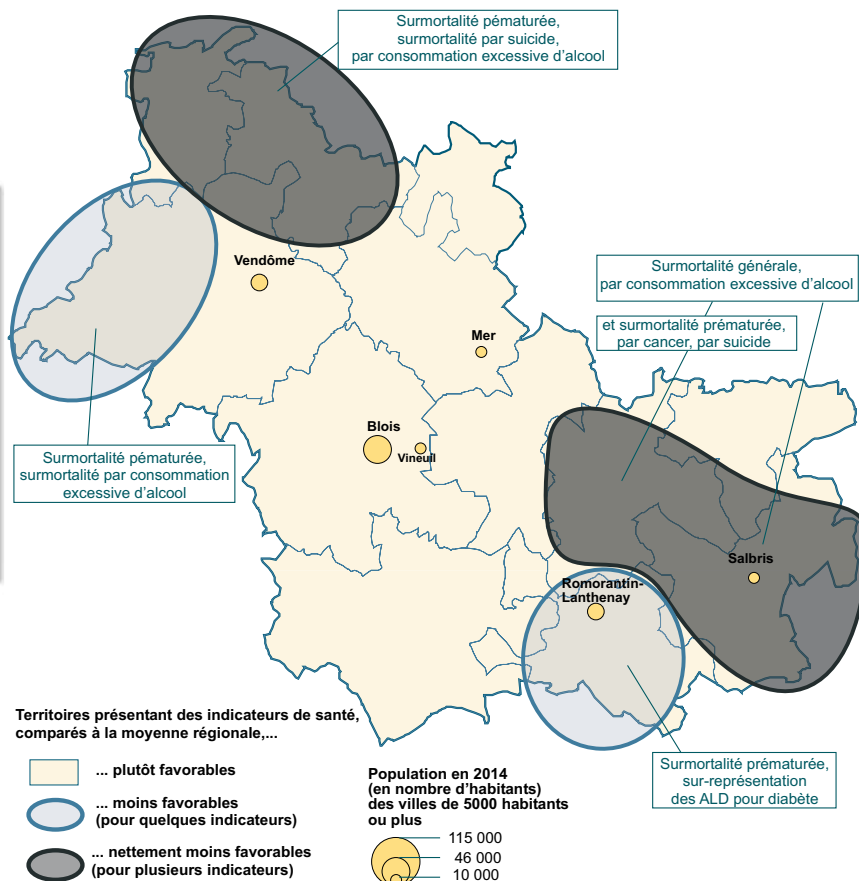 Surmortalité pématurée,
surmortalité par suicide,
par consommation excessive d'alcool
Vendôme
Surmortalité générale,
par consommation excessive d'alcool
et surmortalité prématurée,
par cancer, par suicide
Mer
Blois
Vineuil
Surmortalité pématurée,
surmortalité par consommation
excessive d'alcool
Salbris
Romorantin-
Lanthenay
Surmortalité prématurée,
sur-représentation
des ALD pour diabète
Territoires présentant des indicateurs de santé,
comparés à la moyenne régionale,...
... plutôt favorables
... moins favorables
(pour quelques indicateurs)
... nettement moins favorables
(pour plusieurs indicateurs)
Population en 2014
(en nombre d'habitants)
des villes de 5000 habitants
ou plus
115 000
46 000
10 000